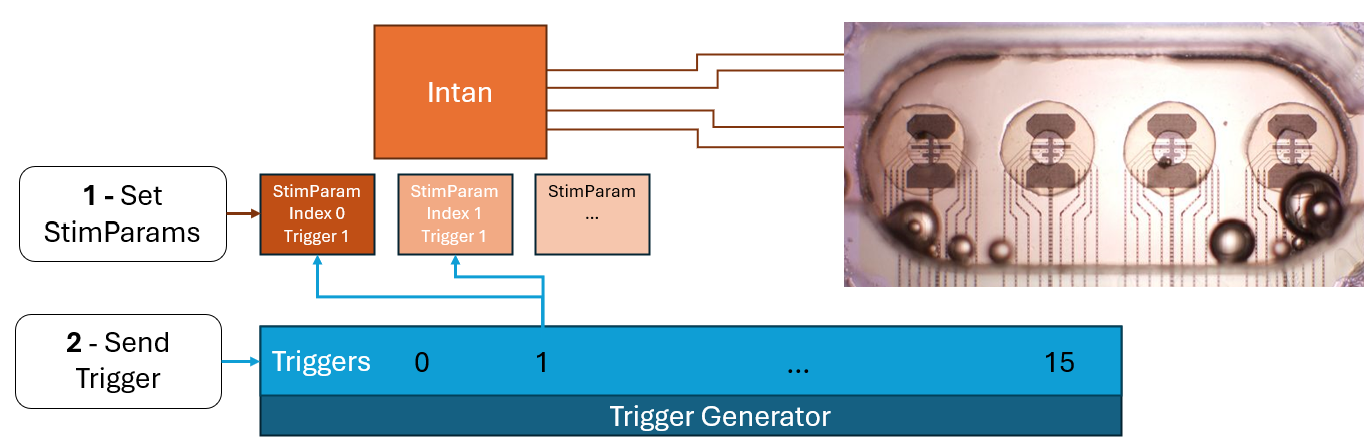 Intan
1 - Set
StimParams
StimParam
Index 0
Trigger 1
StimParam
Index 1
Trigger 1
StimParam
...
2 - Send
Trigger
Triggers 0 1 ... 15
Trigger Generator